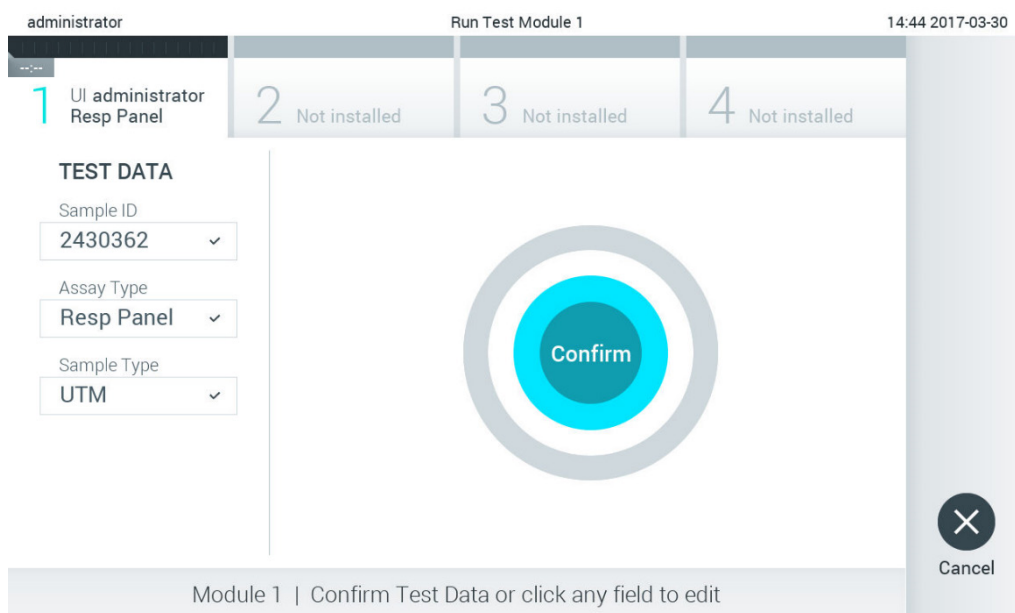 administrator
Run Test Module 1
14:44 2017-03-30
--:--
1 UI administrator
Resp Panel
2 Not installed
3 Not installed
4 Not installed
TEST DATA
Sample ID
2430362
Assay Type
Resp Panel
Sample Type
UTM
Confirm
Cancel
Module 1 | Confirm Test Data or click any field to edit